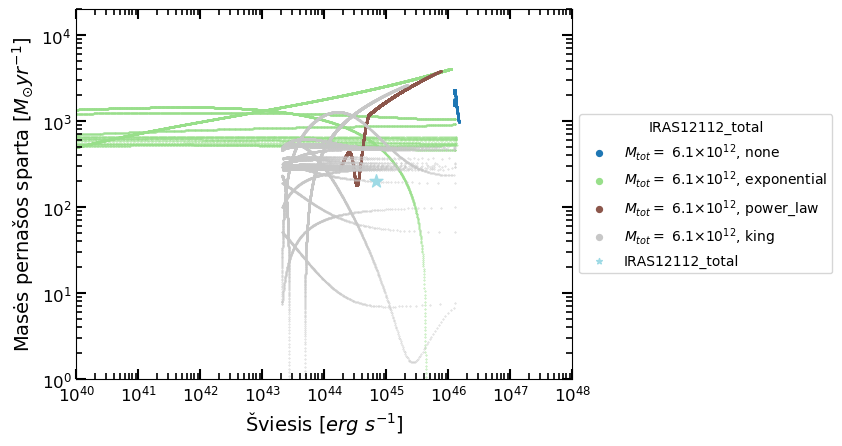 10^4
10^3
10^2
10^1
10^0
Masės pernašos sparta [M_⊙yr^−1]
10^40 10^41 10^42 10^43 10^44 10^45 10^46 10^47 10^48
Šviesis [erg s^−1]
IRAS12112_total
M_tot = 6.1×10^12, none
M_tot = 6.1×10^12, exponential
M_tot = 6.1×10^12, power_law
M_tot = 6.1×10^12, king
IRAS12112_total